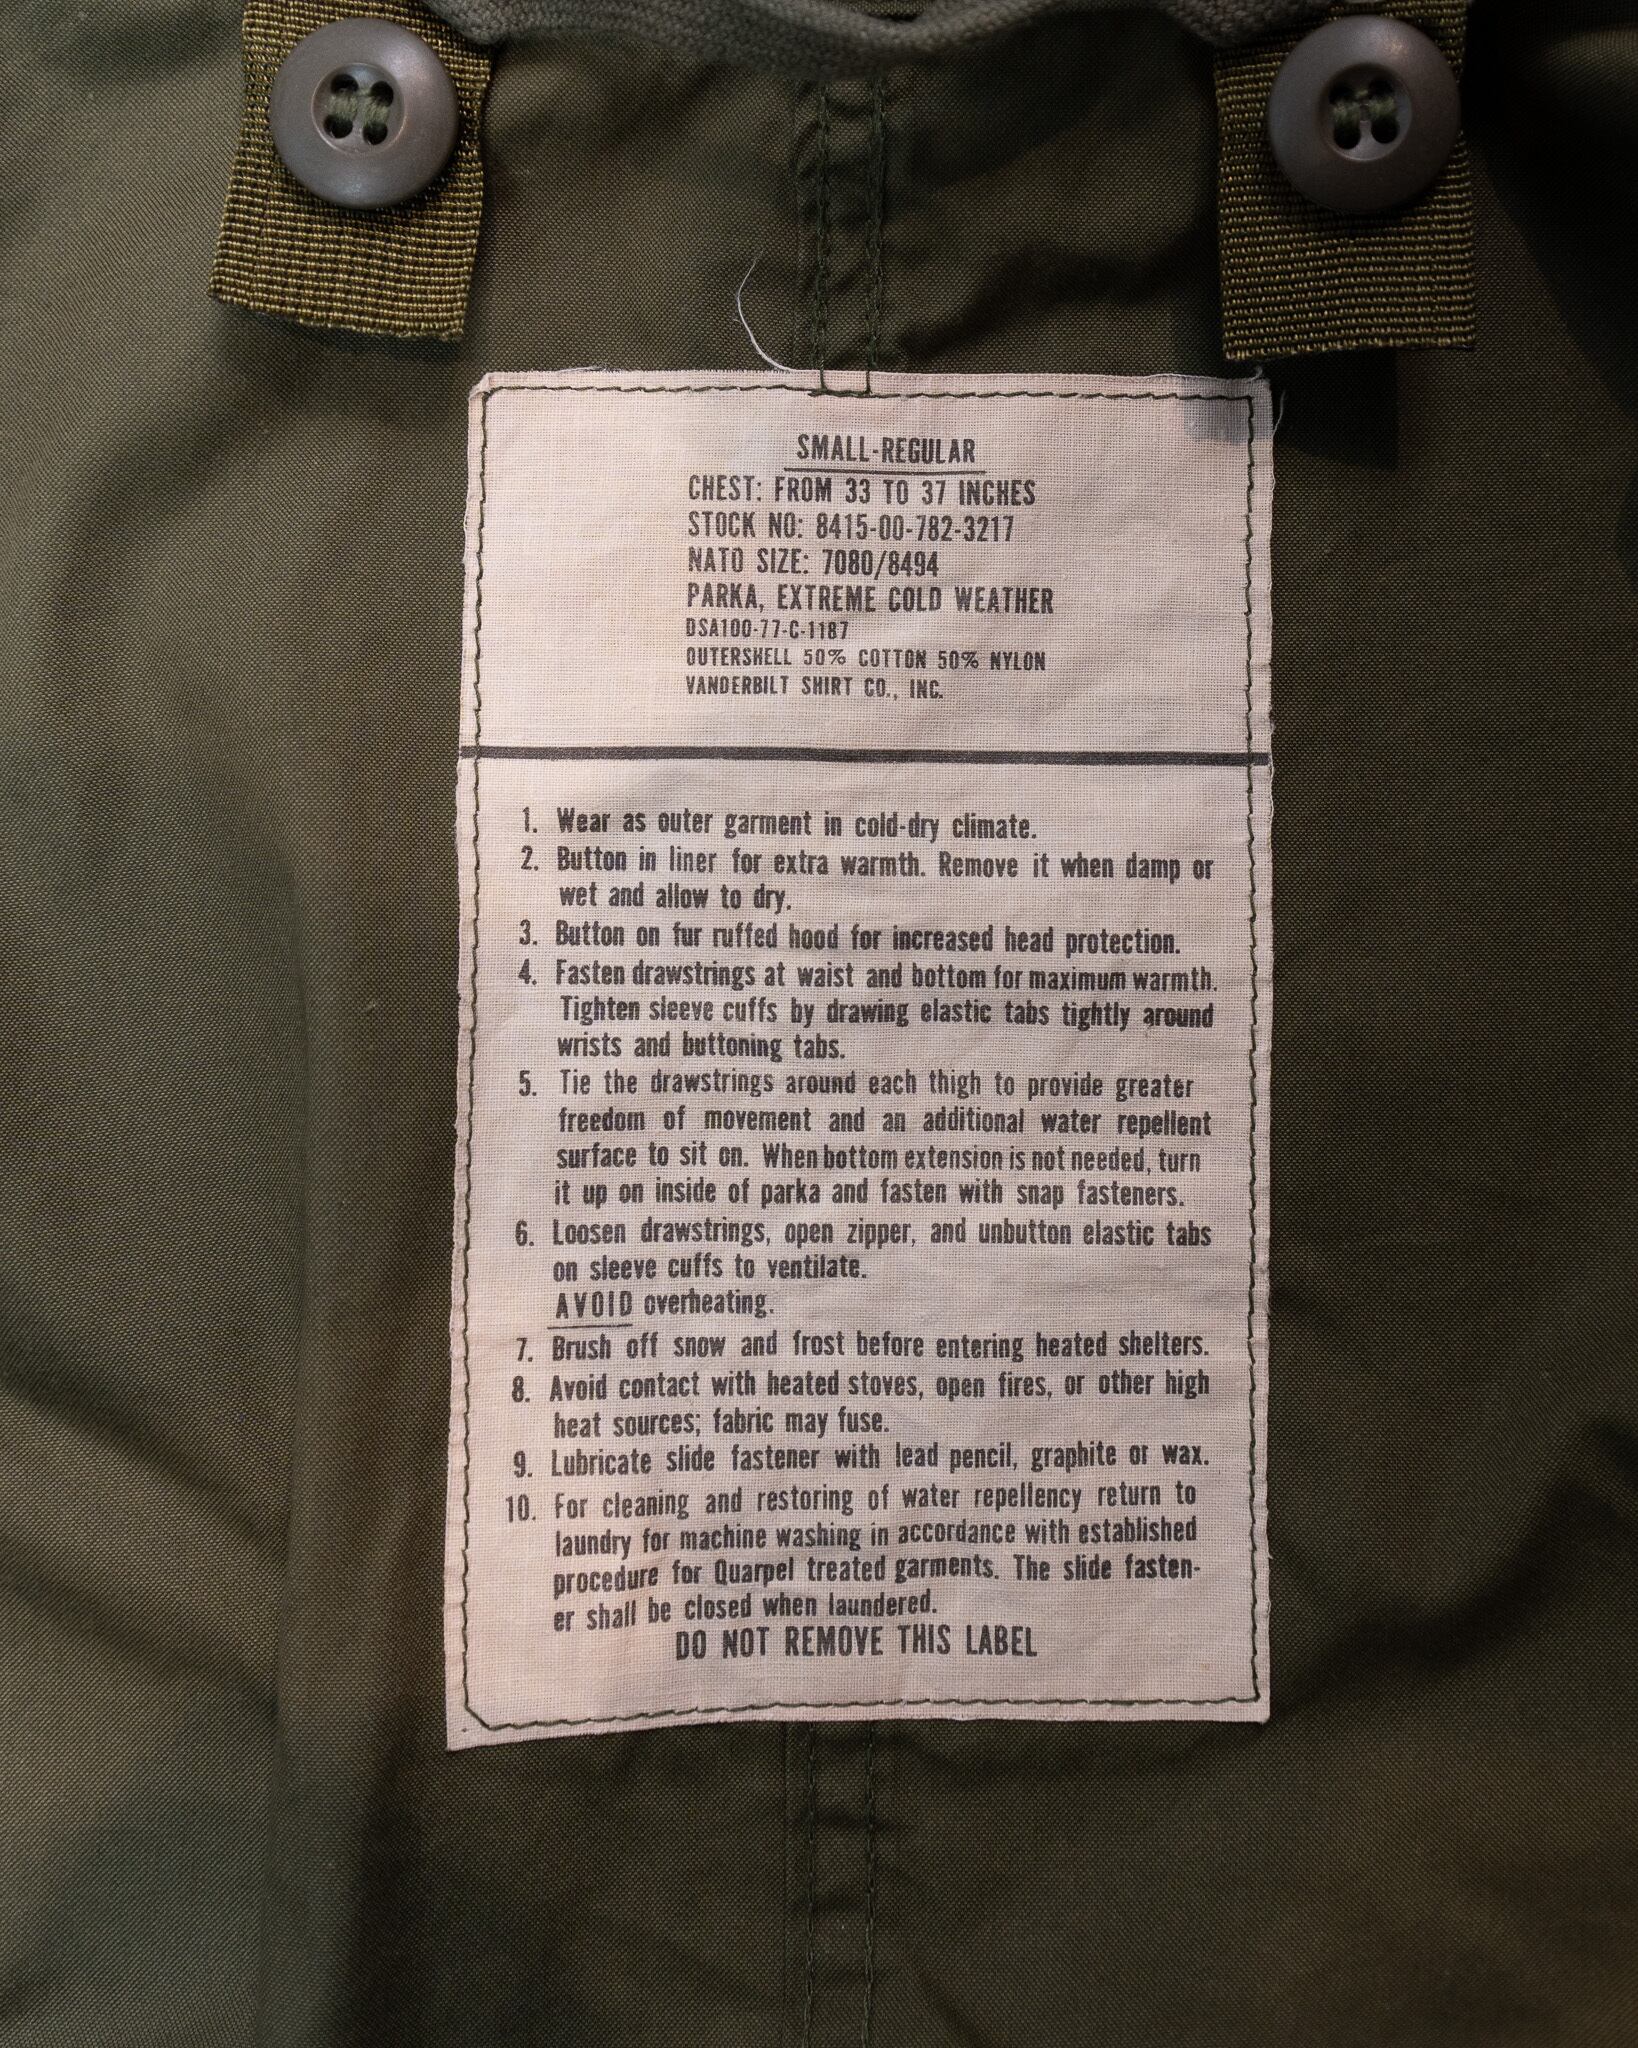 SMALL-REGULAR
CHEST: FROM 33 TO 37 INCHES
STOCK NO: 8415-00-782-3217
NATO SIZE: 7080/8494
PARKA, EXTREME COLD WEATHER
DSA100-77-C-1187
OUTERSHELL 50% COTTON 50% NYLON
VANDERBILT SHIRT CO., INC.
1. Wear as outer garment in cold-dry climate.
2. Button in liner for extra warmth. Remove it when damp or
wet and allow to dry.
3. Button on fur ruffed hood for increased head protection.
4. Fasten drawstrings at waist and bottom for maximum warmth.
Tighten sleeve cuffs by drawing elastic tabs tightly around
wrists and buttoning tabs.
5. Tie the drawstrings around each thigh to provide greater
freedom of movement and an additional water repellent
surface to sit on. When bottom extension is not needed, turn
it up on inside of parka and fasten with snap fasteners.
6. Loosen drawstrings, open zipper, and unbutton elastic tabs
on sleeve cuffs to ventilate.
AVOID overheating.
7. Brush off snow and frost before entering heated shelters.
8. Avoid contact with heated stoves, open fires, or other high
heat sources; fabric may fuse.
9. Lubricate slide fastener with lead pencil, graphite or wax.
10. For cleaning and restoring of water repellency return to
laundry for machine washing in accordance with established
procedure for Quarpel treated garments. The slide fasten-
er shall be closed when laundered.
DO NOT REMOVE THIS LABEL